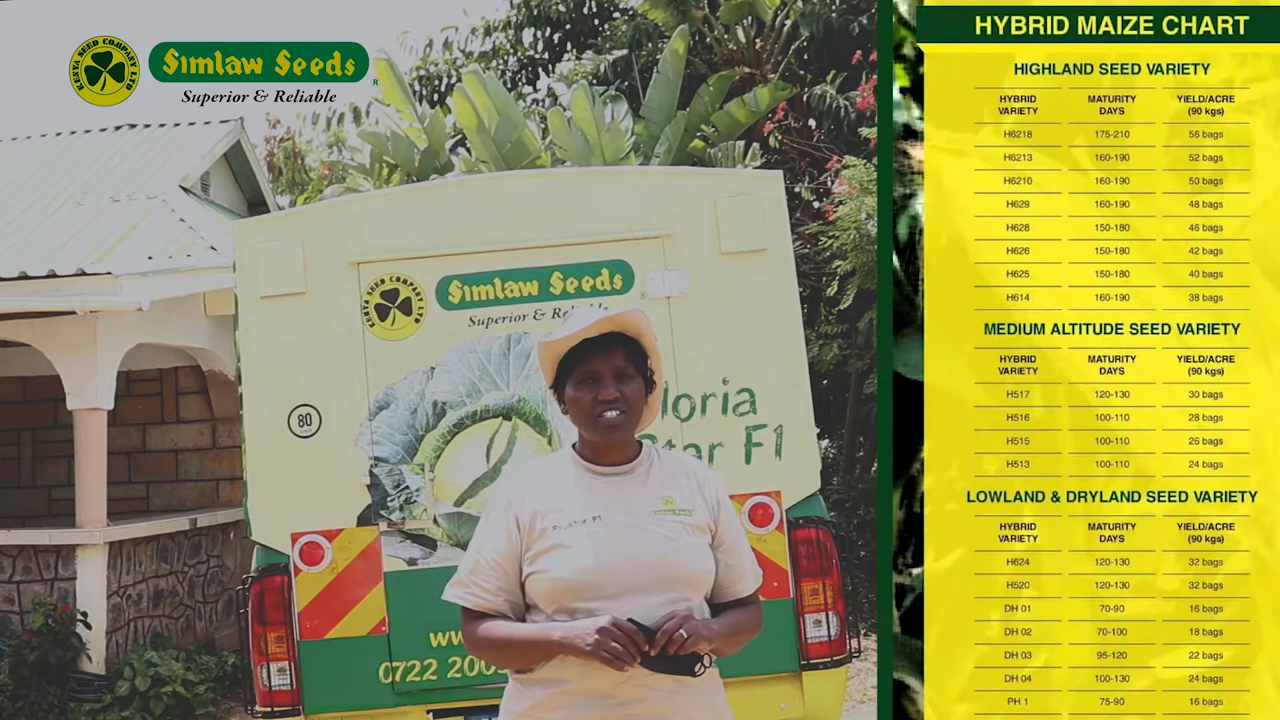 KENYA SEED COMPANY LTD
Simlaw Seeds
R
Superior & Reliable
KENYA SEED COMPANY LTD
Simlaw Seeds
Superior &
loria
Star F1
80
0722 200
HYBRID MAIZE CHART
HIGHLAND SEED VARIETY
HYBRID VARIETY MATURITY DAYS YIELD/ACRE (90 kgs)
H6218 175-210 56 bags
H6213 160-190 52 bags
H6210 160-190 50 bags
H629 160-190 48 bags
H628 150-180 46 bags
H626 150-180 42 bags
H625 150-180 40 bags
H614 160-190 38 bags
MEDIUM ALTITUDE SEED VARIETY
HYBRID VARIETY MATURITY DAYS YIELD/ACRE (90 kgs)
H517 120-130 30 bags
H516 100-110 28 bags
H515 100-110 26 bags
H513 100-110 24 bags
LOWLAND & DRYLAND SEED VARIETY
HYBRID VARIETY MATURITY DAYS YIELD/ACRE (90 kgs)
H624 120-130 32 bags
H520 120-130 32 bags
DH 01 70-90 16 bags
DH 02 70-100 18 bags
DH 03 95-120 22 bags
DH 04 100-130 24 bags
PH 1 75-90 16 bags